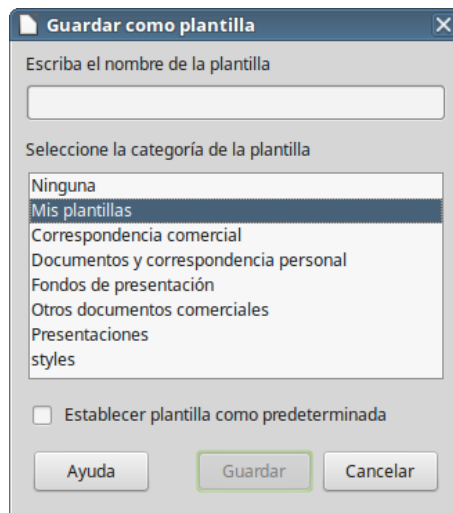 Guardar como plantilla
Escriba el nombre de la plantilla
Seleccione la categoría de la plantilla
Ninguna
Mis plantillas
Correspondencia comercial
Documentos y correspondencia personal
Fondos de presentación
Otros documentos comerciales
Presentaciones
styles
Establecer plantilla como predeterminada
Ayuda Guardar Cancelar